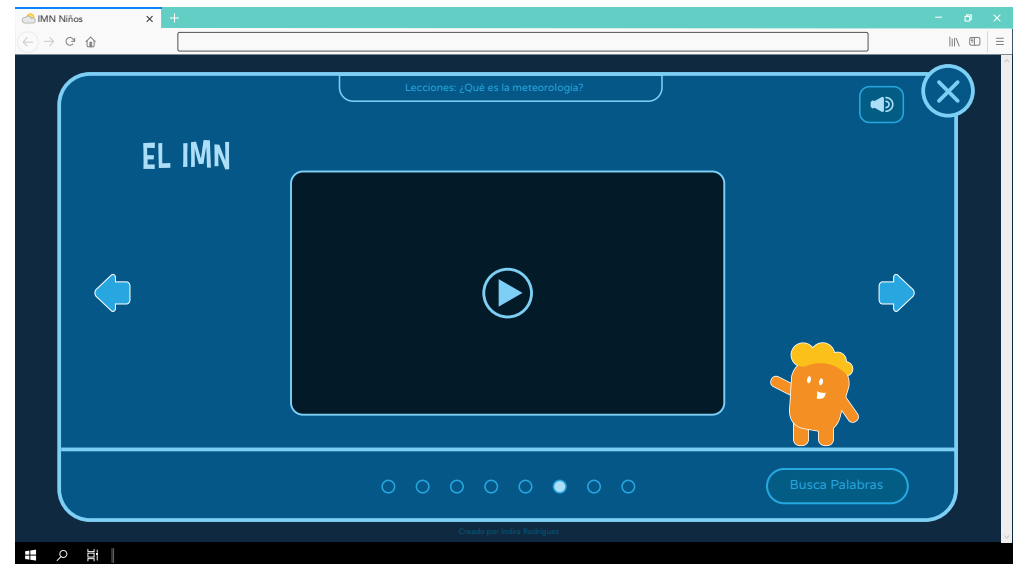 IMN Niños
Lecciones: ¿Qué es la meteorología?
EL IMN
Busca Palabras
Creado por Indira Rodríguez